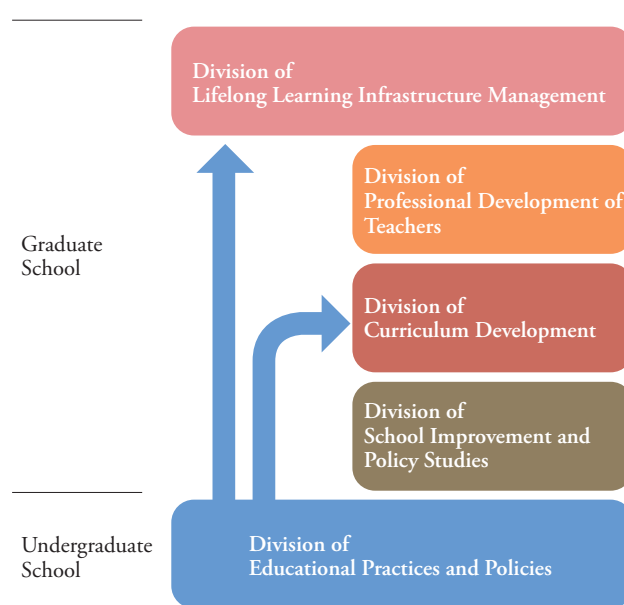 Division of
Lifelong Learning Infrastructure Management
Division of
Professional Development of
Teachers
Graduate
School
Division of
Curriculum Development
Division of
School Improvement and
Policy Studies
Undergraduate
School
Division of
Educational Practices and Policies